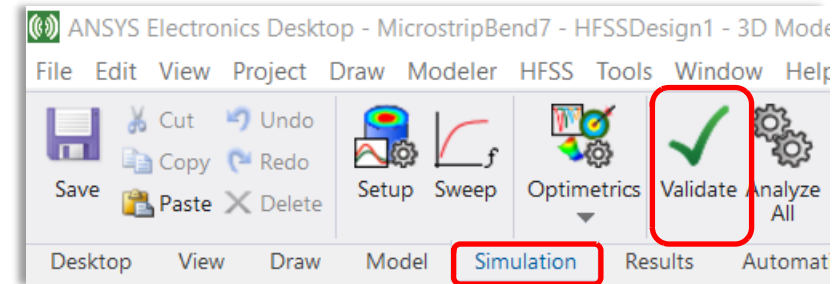 ANSYS Electronics Desktop - MicrostripBend7 - HFSSDesign1 - 3D Mode
File Edit View Project Draw Modeler HFSS Tools Window Help
Cut Undo
Copy Redo
Save Paste Delete Setup Sweep Optimetrics Validate Analyze All
Desktop View Draw Model Simulation Results Automati